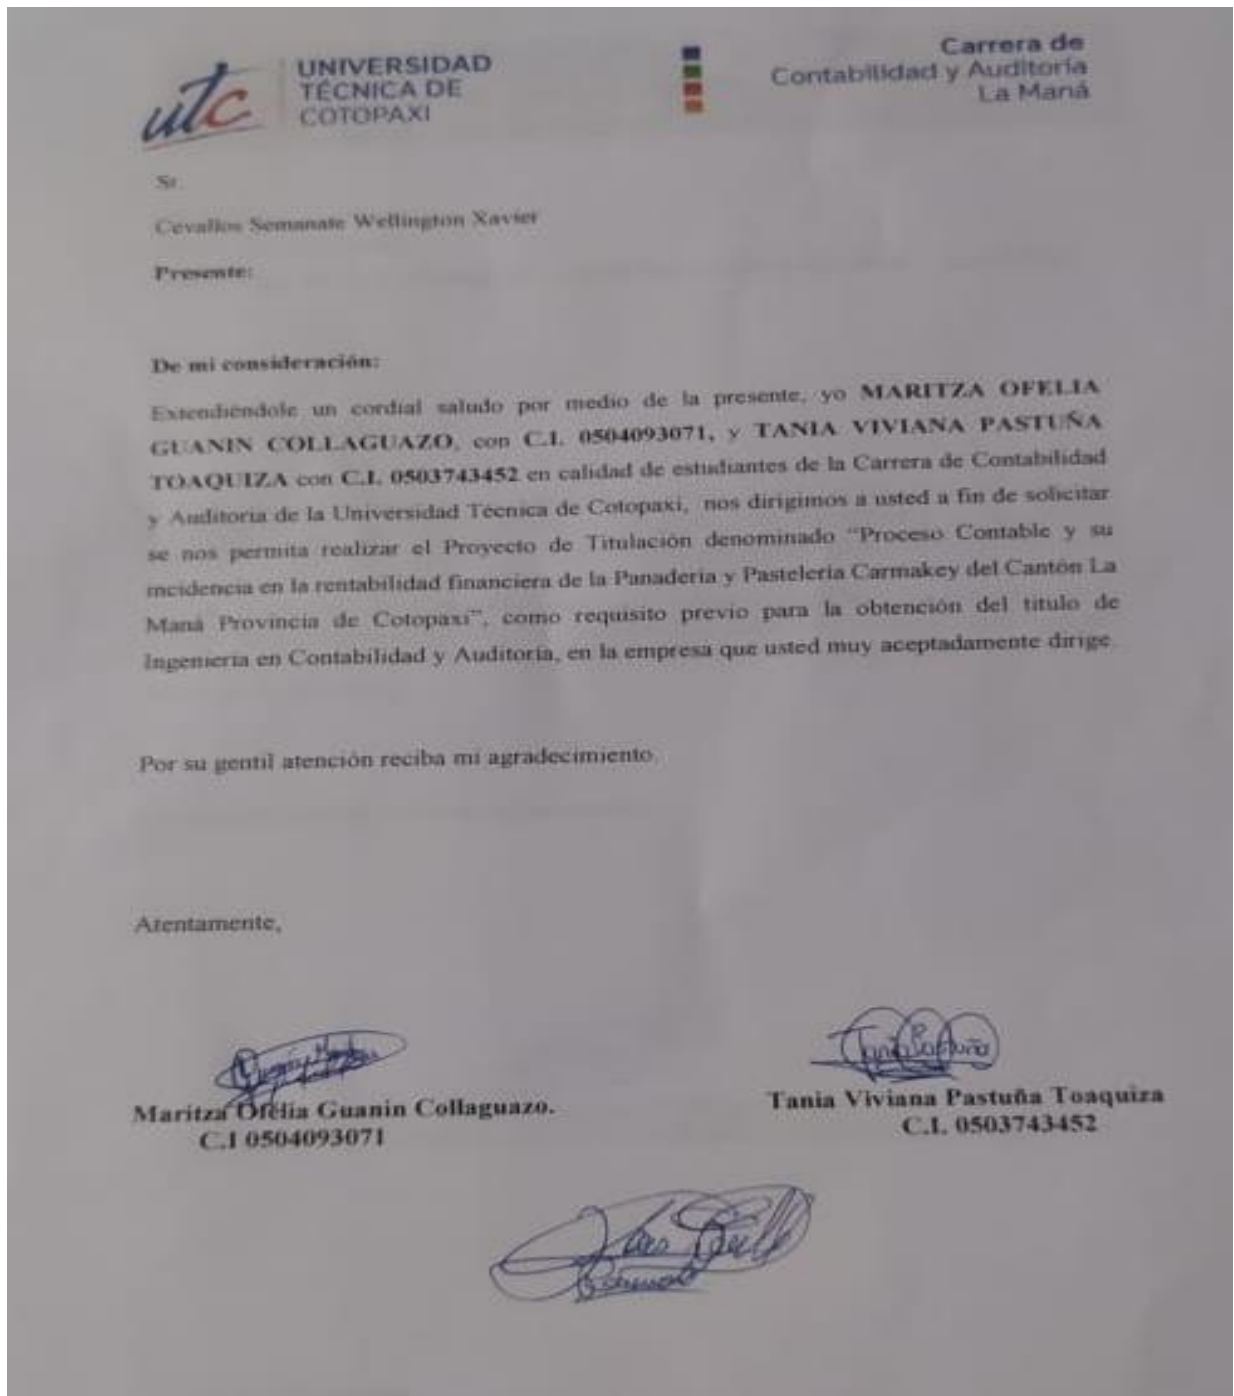 utc
UNIVERSIDAD
TÉCNICA DE
COTOPAXI
Carrera de
Contabilidad y Auditoría
La Maná
Sr.
Cevallos Semanate Wellington Xavier
Presente:
De mi consideración:
Extendiéndole un cordial saludo por medio de la presente, yo MARITZA OFELIA
GUANIN COLLAGUAZO, con C.I. 0504093071, y TANIA VIVIANA PASTUÑA
TOAQUIZA con C.I. 0503743452 en calidad de estudiantes de la Carrera de Contabilidad
y Auditoria de la Universidad Técnica de Cotopaxi, nos dirigimos a usted a fin de solicitar
se nos permita realizar el Proyecto de Titulación denominado “Proceso Contable y su
incidencia en la rentabilidad financiera de la Panadería y Pastelería Carmakey del Cantón La
Maná Provincia de Cotopaxi”, como requisito previo para la obtención del título de
Ingeniería en Contabilidad y Auditoría, en la empresa que usted muy aceptadamente dirige.
Por su gentil atención reciba mi agradecimiento.
Atentamente,
Tania Pastuña
Maritza Ofelia Guanin Collaguazo.
C.I 0504093071
Tania Viviana Pastuña Toaquiza
C.I. 0503743452